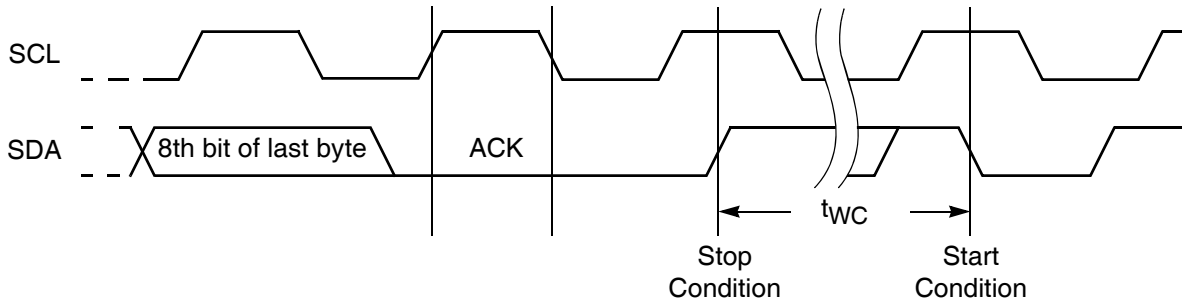 SCL
SDA
8th bit of last byte
ACK
tWC
Stop
Condition
Start
Condition